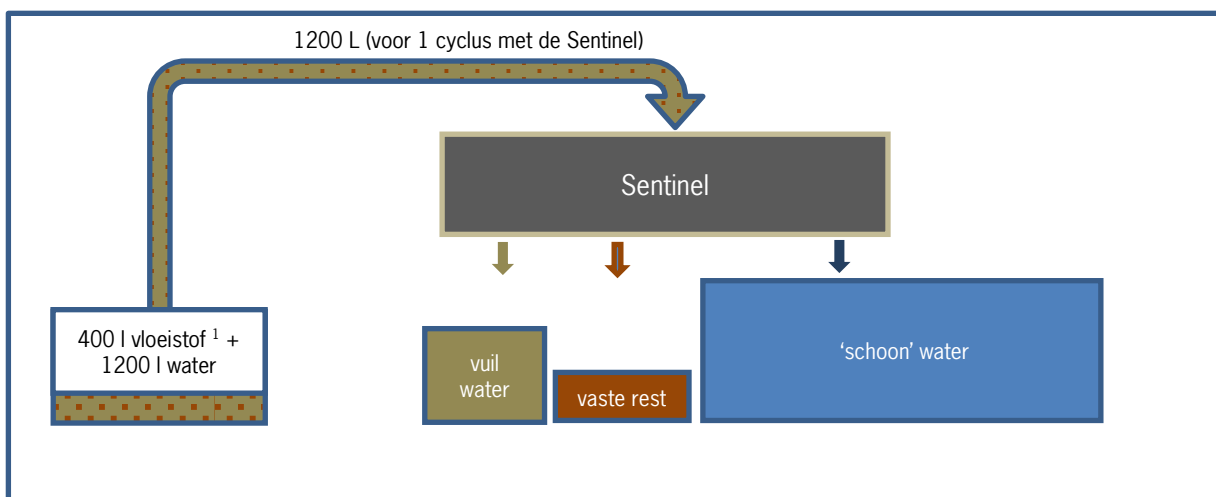 1200 L (voor 1 cyclus met de Sentinel)
Sentinel
400 l vloeistof ¹ +
1200 l water
vuil
water
vaste rest
‘schoon’ water